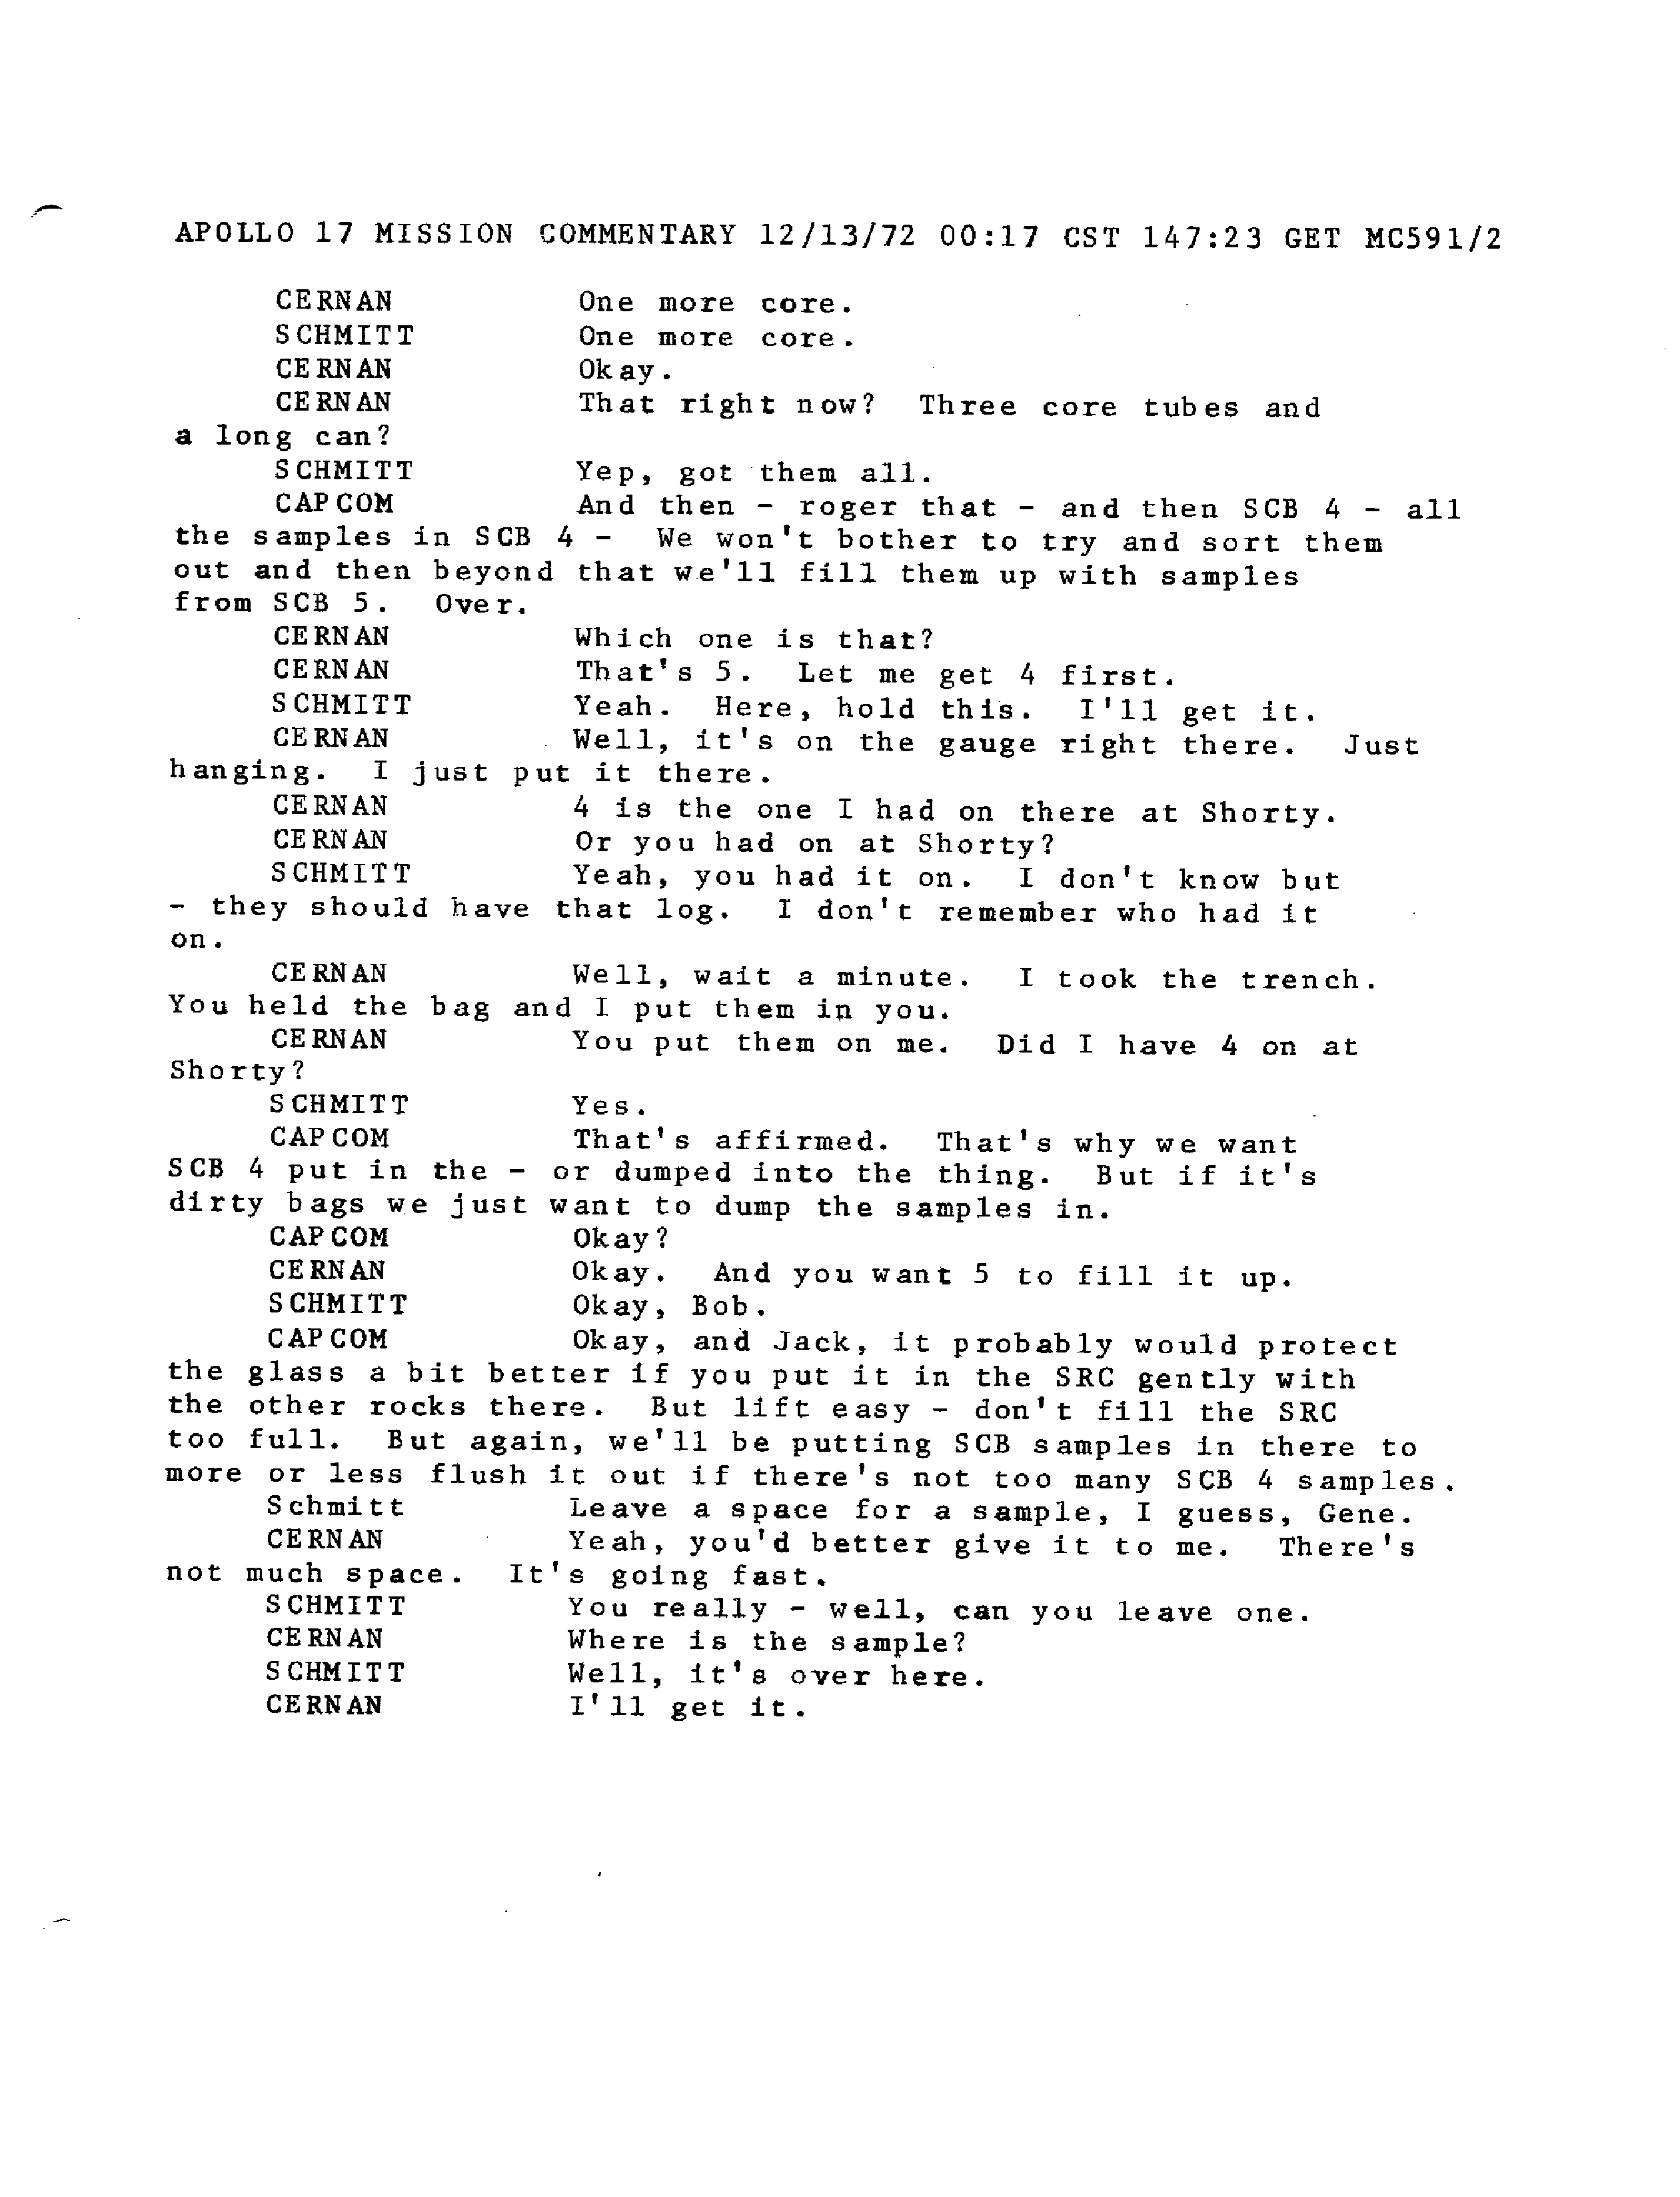 APOLLO 17 MISSION COMMENTARY 12/13/72 00:17 CST 147:23 GET MC591/2
CERNAN One more core.
SCHMITT One more core.
CERNAN Okay.
CERNAN That right now? Three core tubes and
a long can?
SCHMITT Yep, got them all.
CAPCOM And then - roger that - and then SCB 4 - all
the samples in SCB 4 - We won't bother to try and sort them
out and then beyond that we'll fill them up with samples
from SCB 5. Over.
CERNAN Which one is that?
CERNAN That's 5. Let me get 4 first.
SCHMITT Yeah. Here, hold this. I'll get it.
CERNAN Well, it's on the gauge right there. Just
hanging. I just put it there.
CERNAN 4 is the one I had on there at Shorty.
CERNAN Or you had on at Shorty?
SCHMITT Yeah, you had it on. I don't know but
- they should have that log. I don't remember who had it
on.
CERNAN Well, wait a minute. I took the trench.
You held the bag and I put them in you.
CERNAN You put them on me. Did I have 4 on at
Shorty?
SCHMITT Yes.
CAPCOM That's affirmed. That's why we want
SCB 4 put in the - or dumped into the thing. But if it's
dirty bags we just want to dump the samples in.
CAPCOM Okay?
CERNAN Okay. And you want 5 to fill it up.
SCHMITT Okay, Bob.
CAPCOM Okay, and Jack, it probably would protect
the glass a bit better if you put it in the SRC gently with
the other rocks there. But lift easy - don't fill the SRC
too full. But again, we'll be putting SCB samples in there to
more or less flush it out if there's not too many SCB 4 samples.
Schmitt Leave a space for a sample, I guess, Gene.
CERNAN Yeah, you'd better give it to me. There's
not much space. It's going fast.
SCHMITT You really - well, can you leave one.
CERNAN Where is the sample?
SCHMITT Well, it's over here.
CERNAN I'll get it.